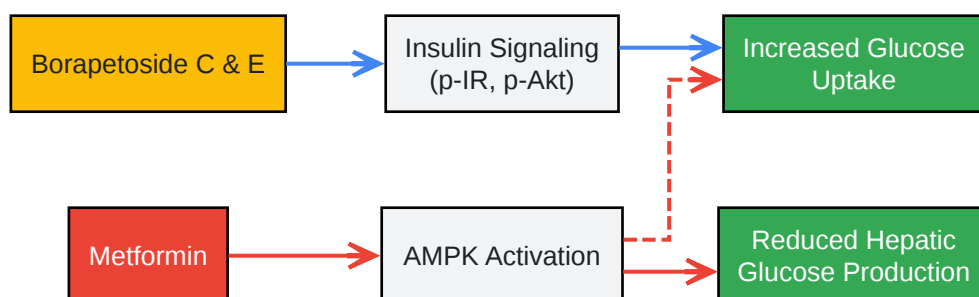 Borapetoside C & E
Insulin Signaling
(p-IR, p-Akt)
Increased Glucose
Uptake
Metformin
AMPK Activation
Reduced Hepatic
Glucose Production